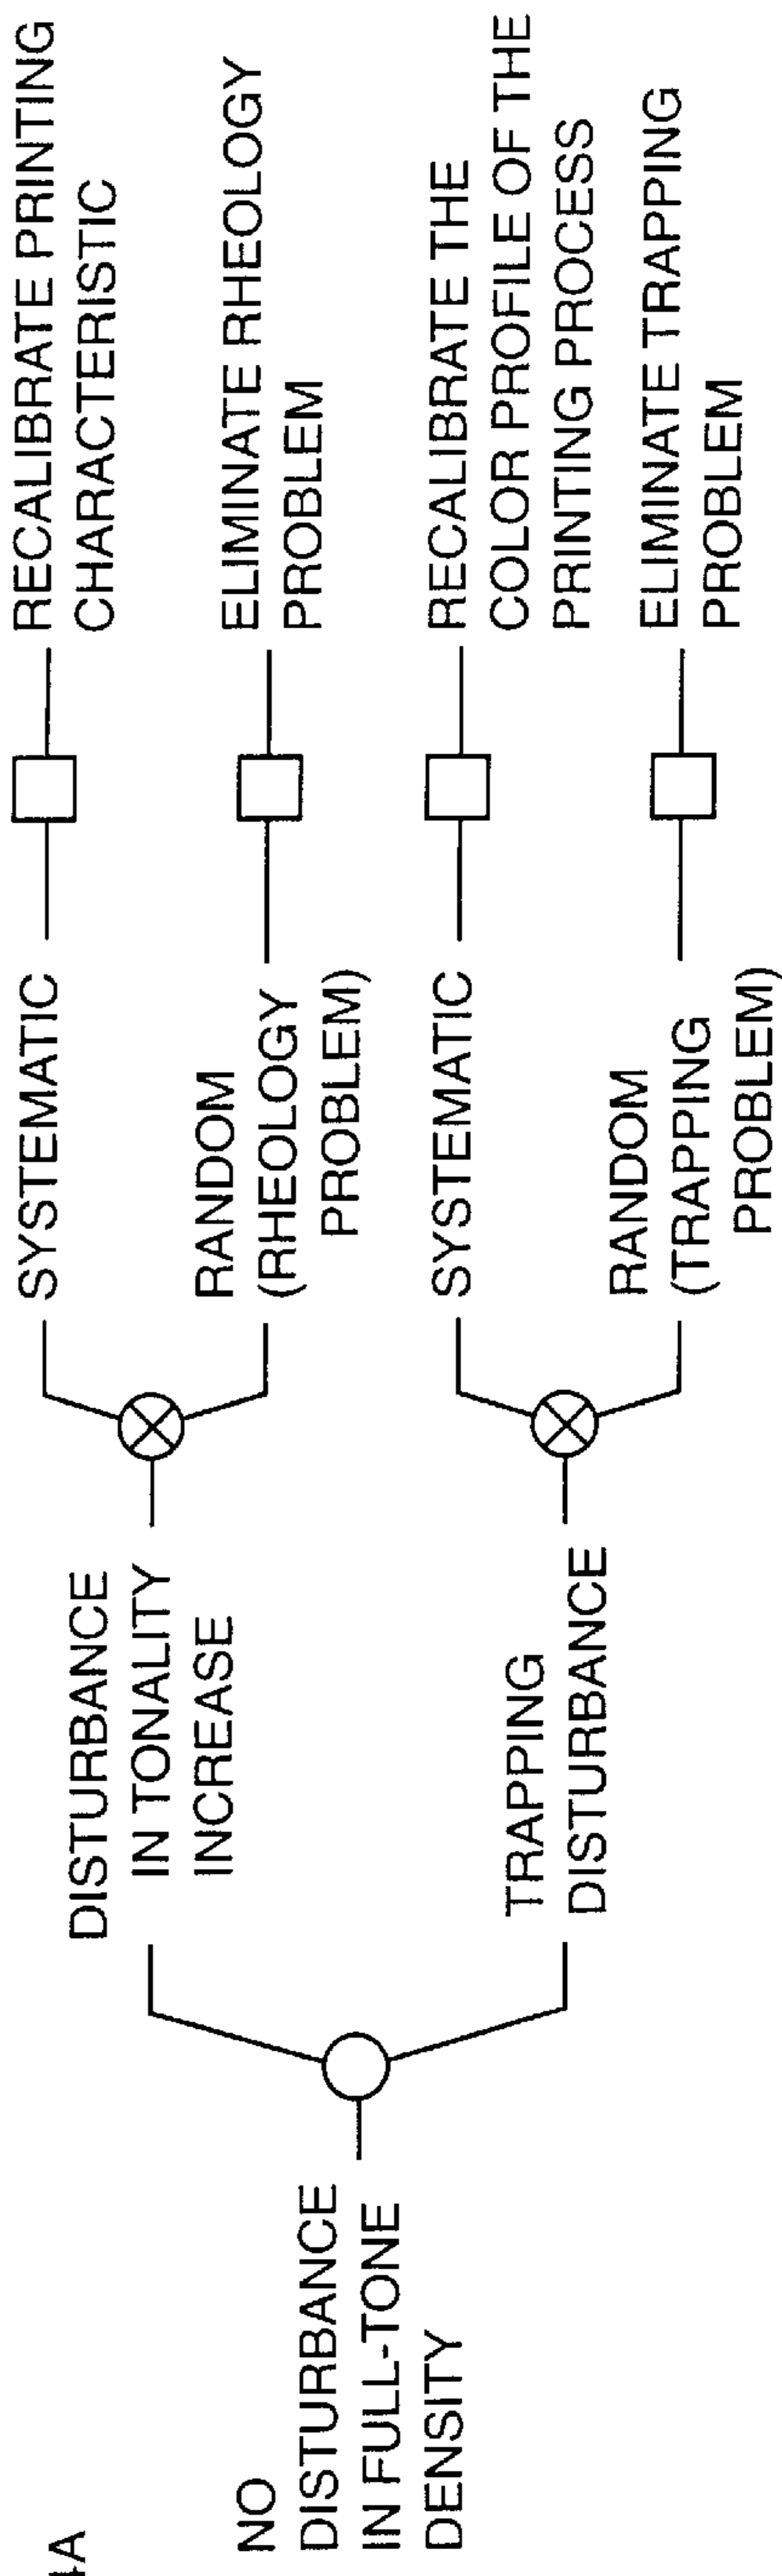 4A
NO
DISTURBANCE
IN FULL-TONE
DENSITY
DISTURBANCE
IN TONALITY
INCREASE
SYSTEMATIC
RECALIBRATE PRINTING
CHARACTERISTIC
RANDOM
(RHEOLOGY
PROBLEM)
ELIMINATE RHEOLOGY
PROBLEM
TRAPPING
DISTURBANCE
SYSTEMATIC
RECALIBRATE THE
COLOR PROFILE OF THE
PRINTING PROCESS
RANDOM
(TRAPPING
PROBLEM)
ELIMINATE TRAPPING
PROBLEM